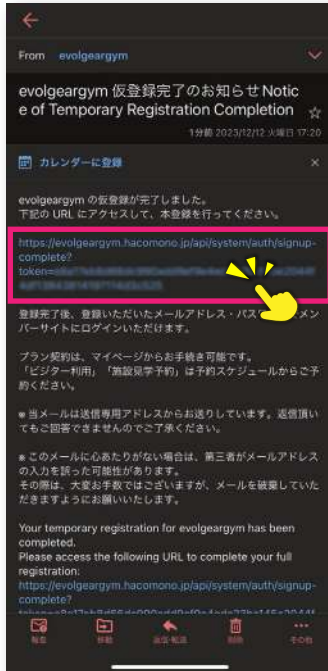 From evolgeargym
evolgeargym 仮登録完了のお知らせ Notic
e of Temporary Registration Completion
1分前 2023/12/12 火曜日 17:20
カレンダーに登録
evolgeargym の仮登録が完了しました。
下記の URL にアクセスして、本登録を行ってください。
https://evolgeargym.hacomono.jp/api/system/auth/signup-
complete?
token=
登録完了後、登録いただいたメールアドレス・パス
でメン
バーサイトにログインいただけます。
プラン契約は、マイページからお手続き可能です。
「ビジター利用」「施設見学予約」は予約スケジュールからご予
約ください。
※ 当メールは送信専用アドレスからお送りしています。返信頂い
てもご回答できませんのでご了承ください。
※ このメールに心あたりがない場合は、第三者がメールアドレス
の入力を誤った可能性があります。
その際は、大変お手数ではございますが、メールを破棄していた
だきますようにお願いいたします。
Your temporary registration for evolgeargym has been
completed.
Please access the following URL to complete your full
registration:
https://evolgeargym.hacomono.jp/api/system/auth/signup-
complete?
移動
返信・転送
削除
その他